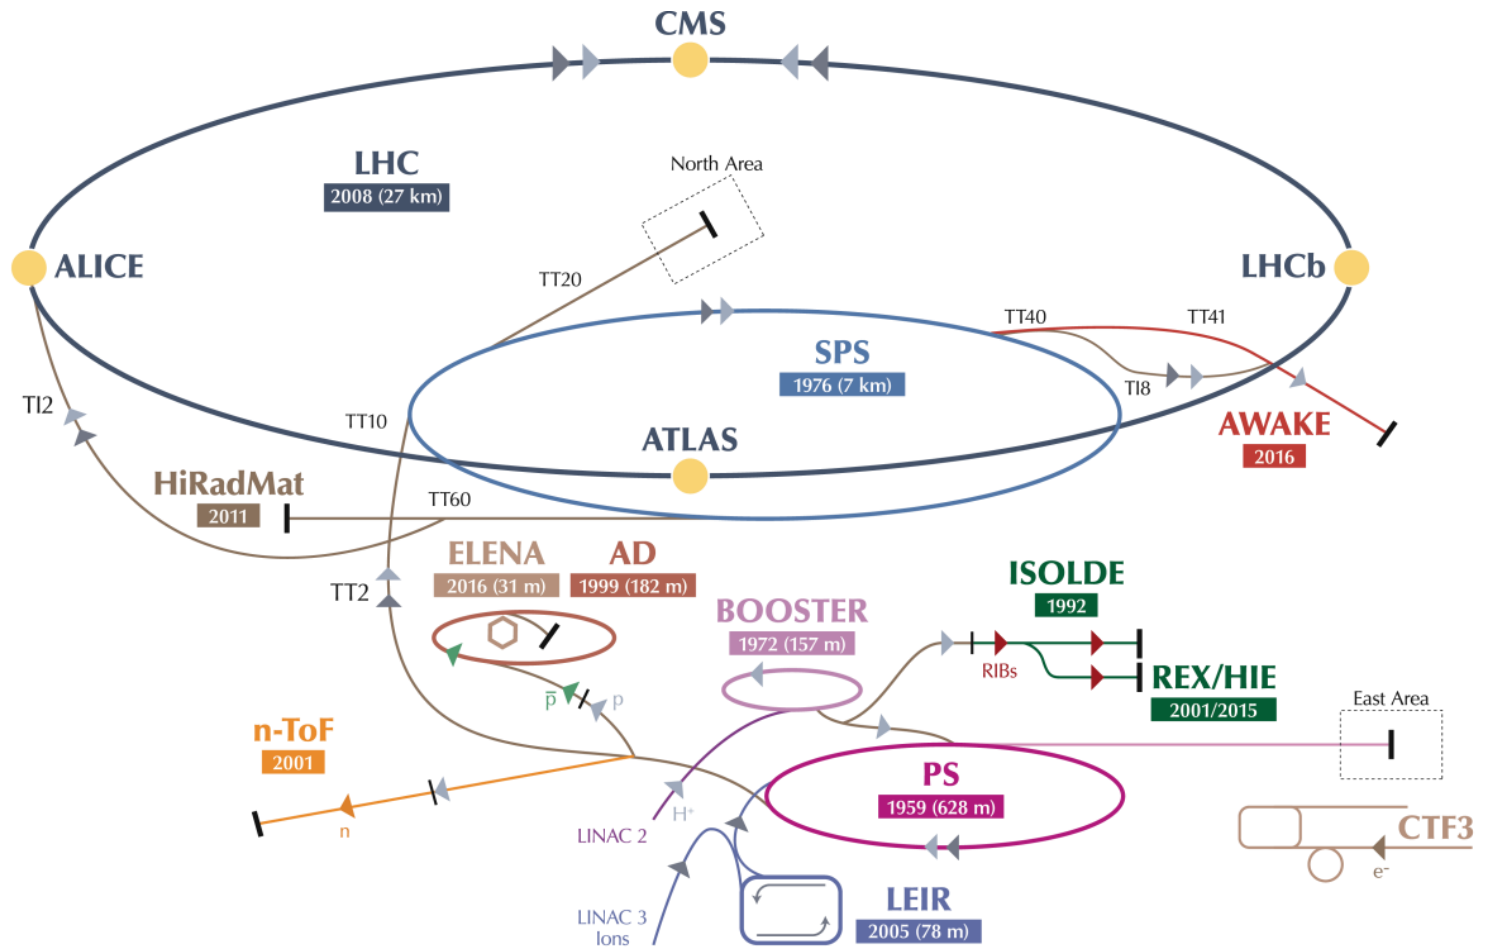 CMS
LHC
2008 (27 km)
North Area
ALICE
LHCb
TT20
TT40
TT41
SPS
1976 (7 km)
TI8
TI2
TT10
ATLAS
AWAKE
2016
HiRadMat
2011
TT60
ELENA
2016 (31 m)
AD
1999 (182 m)
TT2
ISOLDE
1992
BOOSTER
1972 (157 m)
RIBs
REX/HIE
2001/2015
p̅
p
East Area
n-ToF
2001
PS
1959 (628 m)
n
H⁺
LINAC 2
CTF3
e⁻
LEIR
2005 (78 m)
LINAC 3
Ions